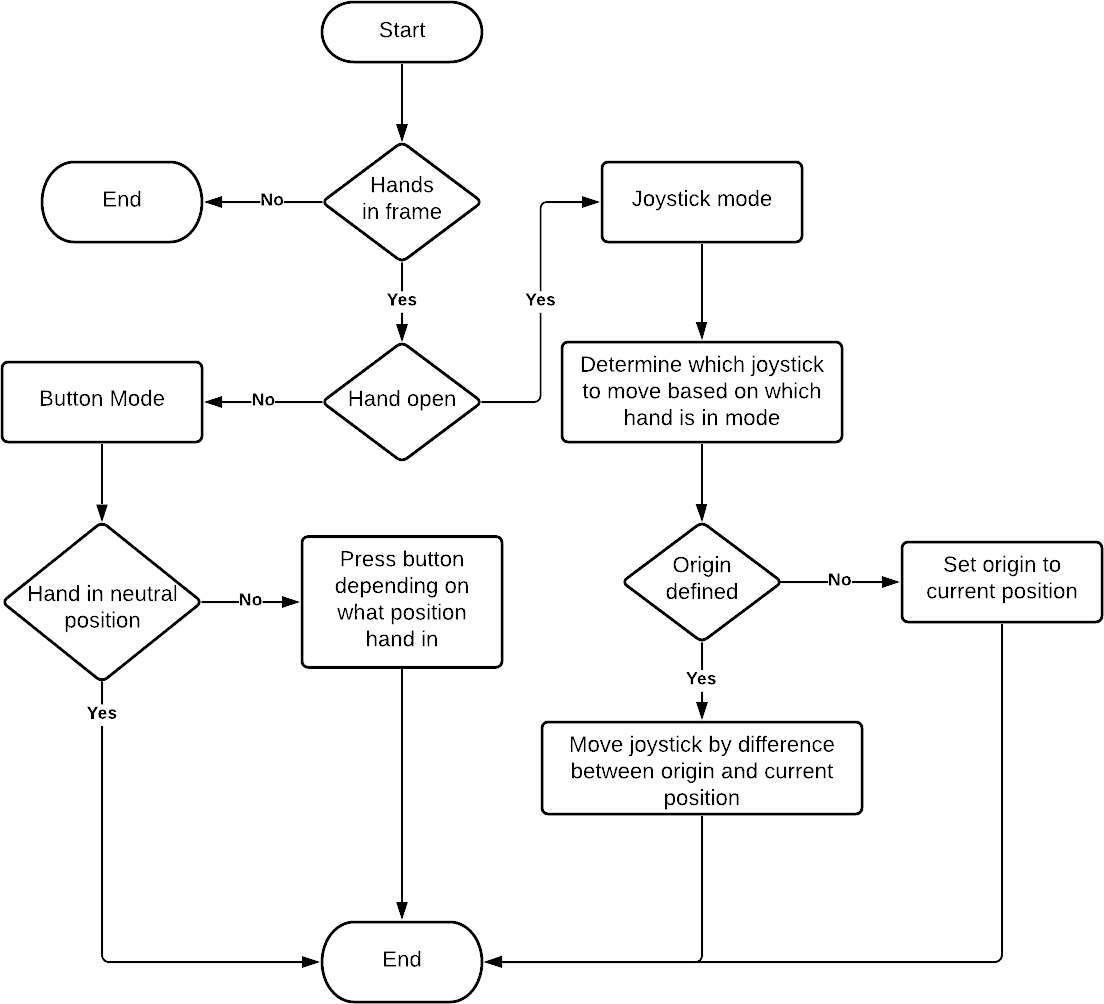 Start
Hands
in frame
No
End
Yes
Hand open
No
Button Mode
Yes
Joystick mode
Determine which joystick
to move based on which
hand is in mode
Hand in neutral
position
No
Press button
depending on
what position
hand in
Yes
Origin
defined
No
Set origin to
current position
Yes
Move joystick by difference
between origin and current
position
End